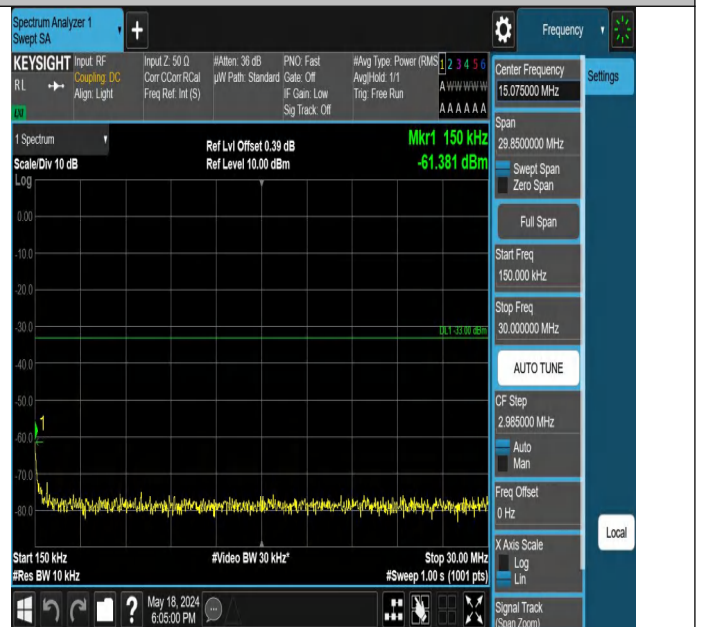 Spectrum Analyzer 1
Swept SA
Frequency
KEYSIGHT
RL
Input: RF
Coupling: DC
Align: Light
Input Z: 50 Ω
Corr CCorr RCal
Freq Ref: Int (S)
#Atten: 36 dB
µW Path: Standard
PNO: Fast
Gate: Off
IF Gain: Low
Sig Track: Off
#Avg Type: Power (RMS
Avg|Hold: 1/1
Trig: Free Run
1 2 3 4 5 6
A W W W W W
A A A A A A
1 Spectrum
Scale/Div 10 dB
Log
Ref Lvl Offset 0.39 dB
Ref Level 10.00 dBm
Mkr1 150 kHz
-61.381 dBm
0.00
-10.0
-20.0
-30.0
DL1 -33.00 dBm
-40.0
-50.0
1
-60.0
-70.0
-80.0
Start 150 kHz
#Res BW 10 kHz
#Video BW 30 kHz*
Stop 30.00 MHz
#Sweep 1.00 s (1001 pts)
?
May 18, 2024
6:05:00 PM
Center Frequency
15.075000 MHz
Settings
Span
29.8500000 MHz
Swept Span
Zero Span
Full Span
Start Freq
150.000 kHz
Stop Freq
30.000000 MHz
AUTO TUNE
CF Step
2.985000 MHz
Auto
Man
Freq Offset
0 Hz
Local
X Axis Scale
Log
Lin
Signal Track
(Span Zoom)